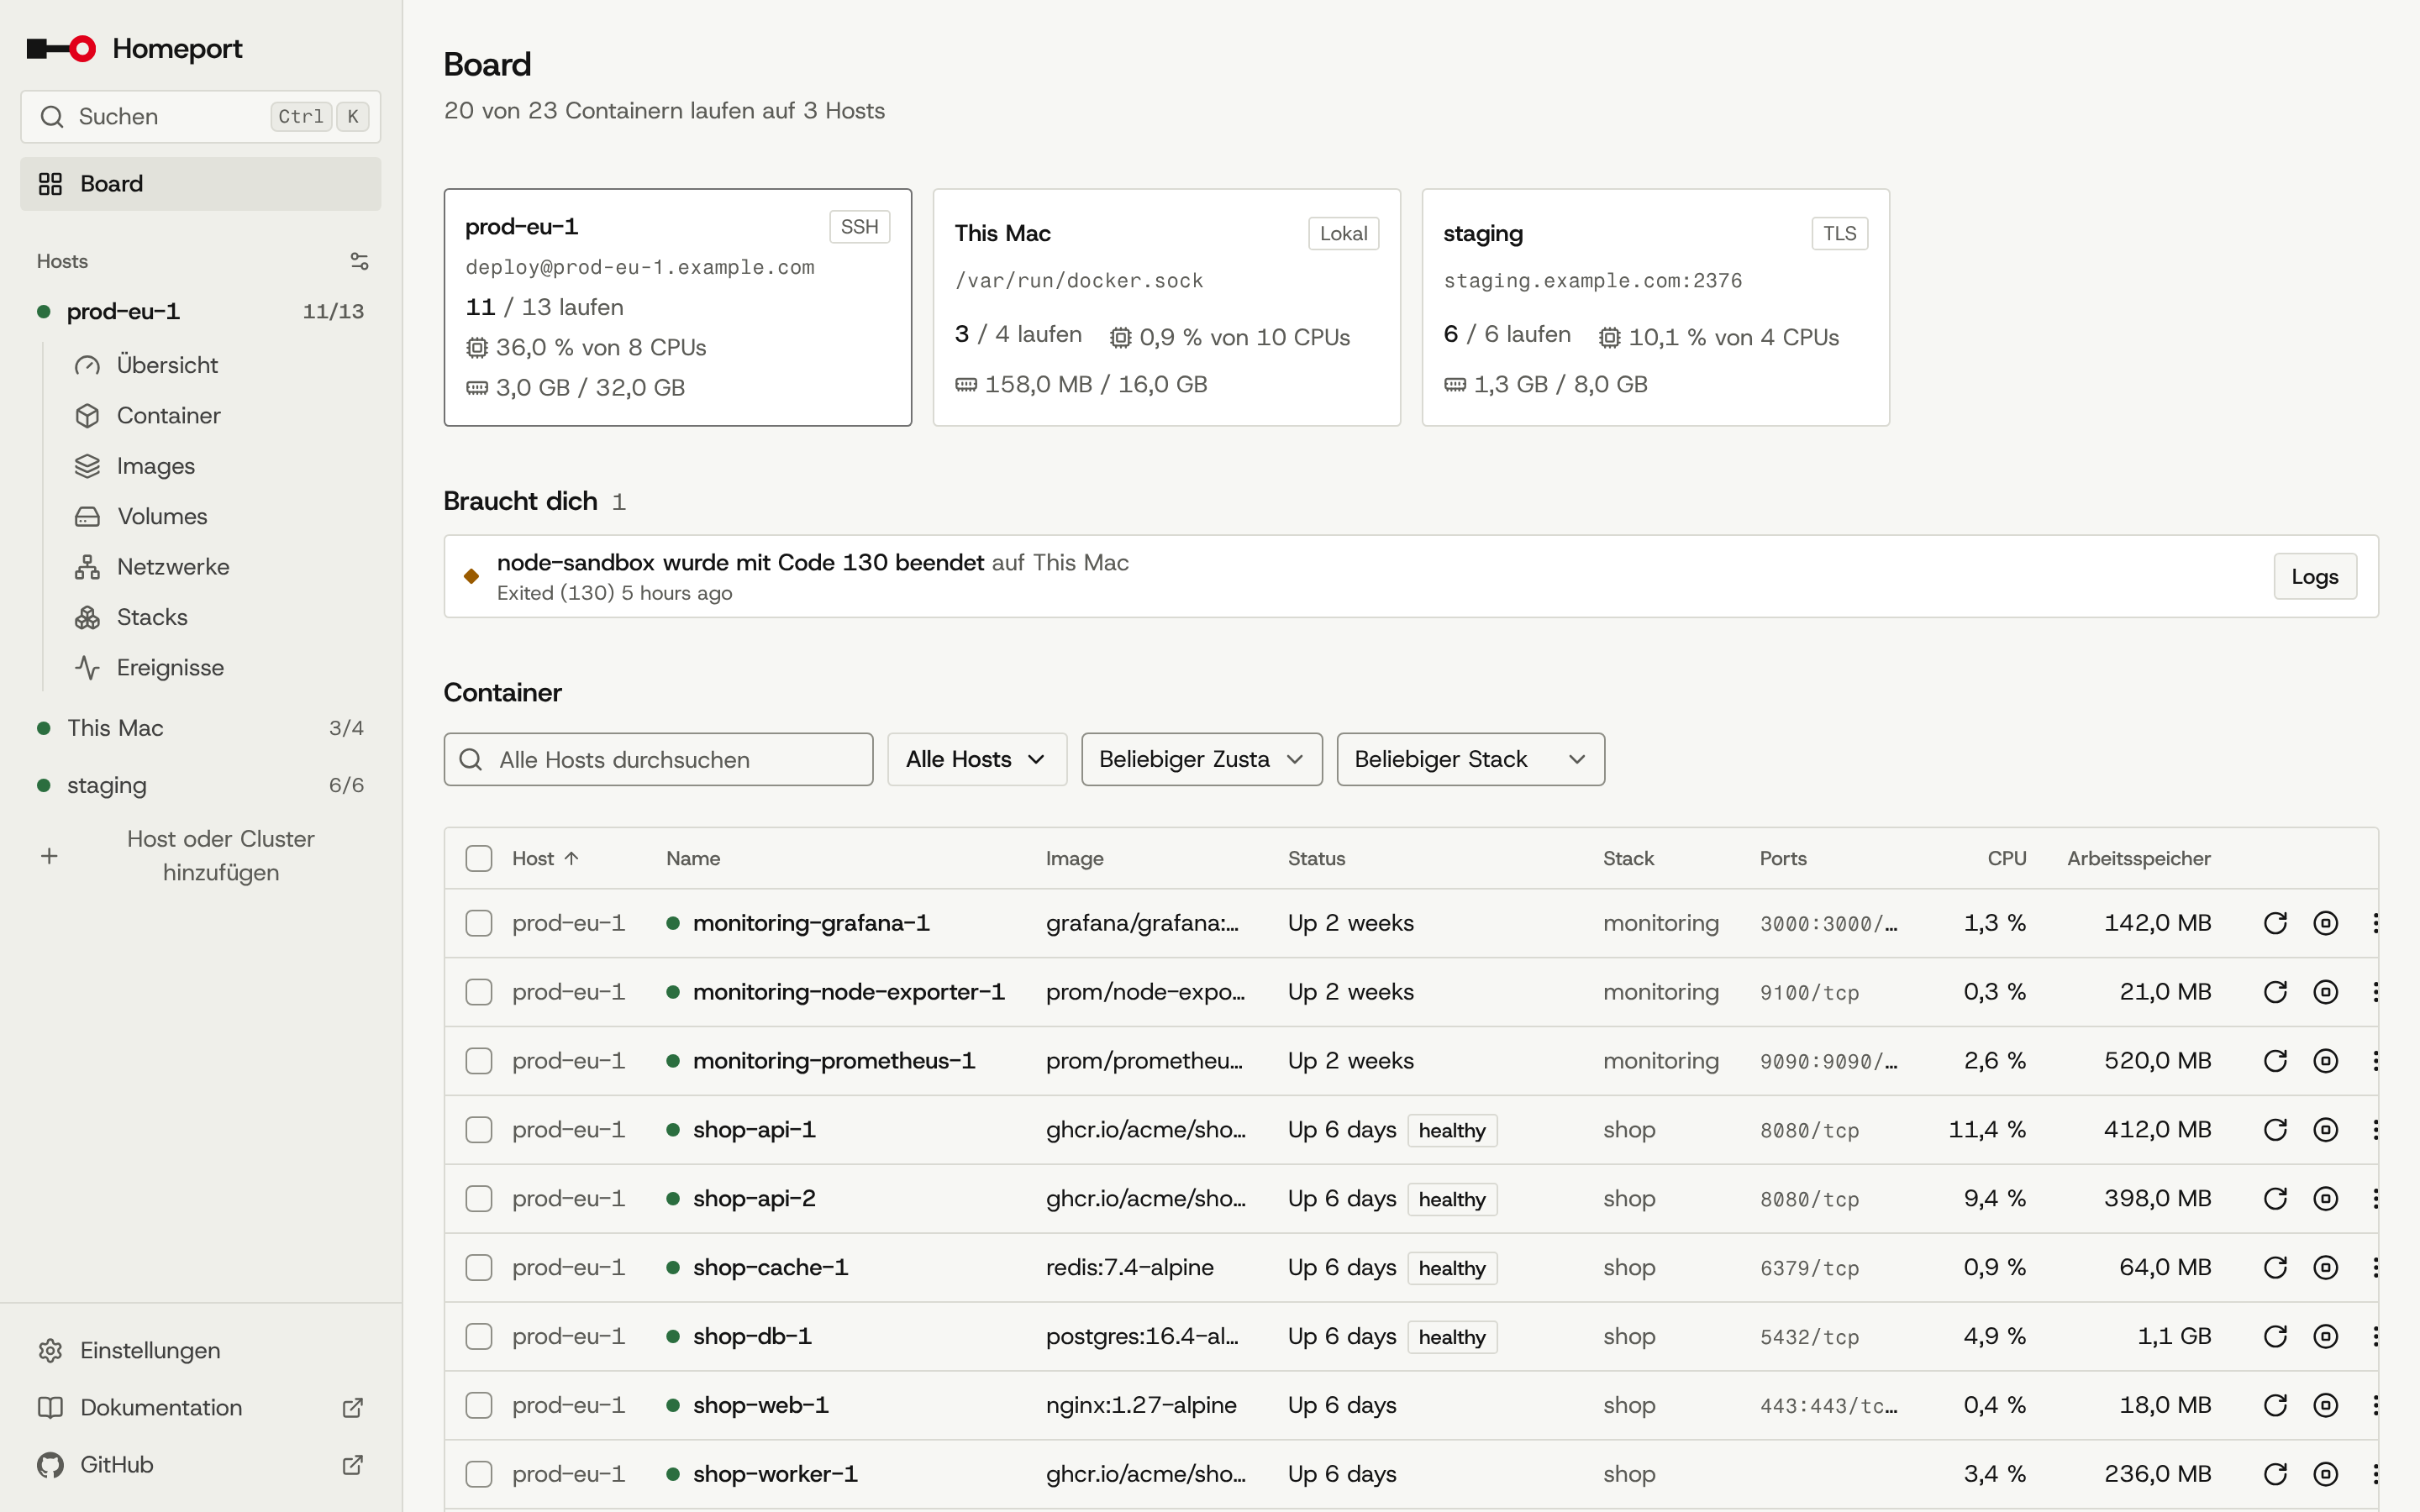 Homeport
Suchen Ctrl K
Board
Hosts
prod-eu-1 11/13
Übersicht
Container
Images
Volumes
Netzwerke
Stacks
Ereignisse
This Mac 3/4
staging 6/6
Host oder Cluster
hinzufügen
Einstellungen
Dokumentation
GitHub
Board
20 von 23 Containern laufen auf 3 Hosts
prod-eu-1 SSH
deploy@prod-eu-1.example.com
11 / 13 laufen
36,0 % von 8 CPUs
3,0 GB / 32,0 GB
This Mac Lokal
/var/run/docker.sock
3 / 4 laufen 0,9 % von 10 CPUs
158,0 MB / 16,0 GB
staging TLS
staging.example.com:2376
6 / 6 laufen 10,1 % von 4 CPUs
1,3 GB / 8,0 GB
Braucht dich 1
node-sandbox wurde mit Code 130 beendet auf This Mac
Exited (130) 5 hours ago
Logs
Container
Alle Hosts durchsuchen Alle Hosts Beliebiger Zusta Beliebiger Stack
Host Name Image Status Stack Ports CPU Arbeitsspeicher
prod-eu-1 monitoring-grafana-1 grafana/grafana:... Up 2 weeks monitoring 3000:3000/... 1,3 % 142,0 MB
prod-eu-1 monitoring-node-exporter-1 prom/node-expo... Up 2 weeks monitoring 9100/tcp 0,3 % 21,0 MB
prod-eu-1 monitoring-prometheus-1 prom/prometheu... Up 2 weeks monitoring 9090:9090/... 2,6 % 520,0 MB
prod-eu-1 shop-api-1 ghcr.io/acme/sho... Up 6 days healthy shop 8080/tcp 11,4 % 412,0 MB
prod-eu-1 shop-api-2 ghcr.io/acme/sho... Up 6 days healthy shop 8080/tcp 9,4 % 398,0 MB
prod-eu-1 shop-cache-1 redis:7.4-alpine Up 6 days healthy shop 6379/tcp 0,9 % 64,0 MB
prod-eu-1 shop-db-1 postgres:16.4-al... Up 6 days healthy shop 5432/tcp 4,9 % 1,1 GB
prod-eu-1 shop-web-1 nginx:1.27-alpine Up 6 days shop 443:443/tc... 0,4 % 18,0 MB
prod-eu-1 shop-worker-1 ghcr.io/acme/sho... Up 6 days shop 3,4 % 236,0 MB